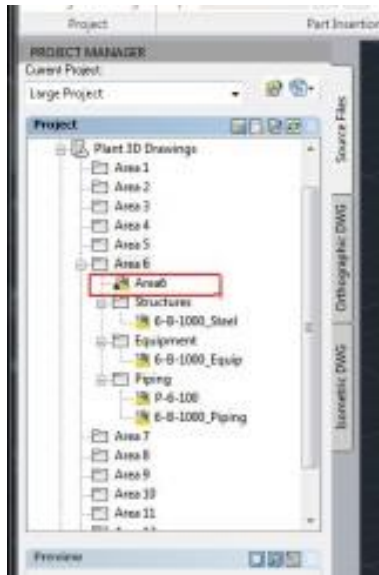 Project
Part Insertion
PROJECT MANAGER
Current Project:
Large Project
Project
Plant 3D Drawings
Area 1
Area 2
Area 3
Area 4
Area 5
Area 6
Area6
Structures
6-B-1000_Steel
Equipment
6-B-1000_Equip
Piping
P-6-100
6-B-1000_Piping
Area 7
Area 8
Area 9
Area 10
Area 11
Preview
Source Files
Orthographic DWG
Isometric DWG